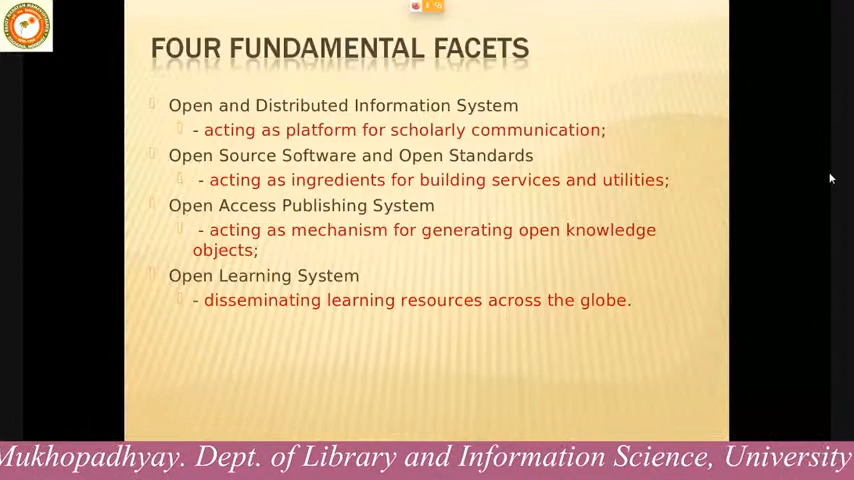 FOUR FUNDAMENTAL FACETS
Open and Distributed Information System
- acting as platform for scholarly communication;
Open Source Software and Open Standards
- acting as ingredients for building services and utilities;
Open Access Publishing System
- acting as mechanism for generating open knowledge
objects;
Open Learning System
- disseminating learning resources across the globe.
Mukhopadhyay. Dept. of Library and Information Science, University